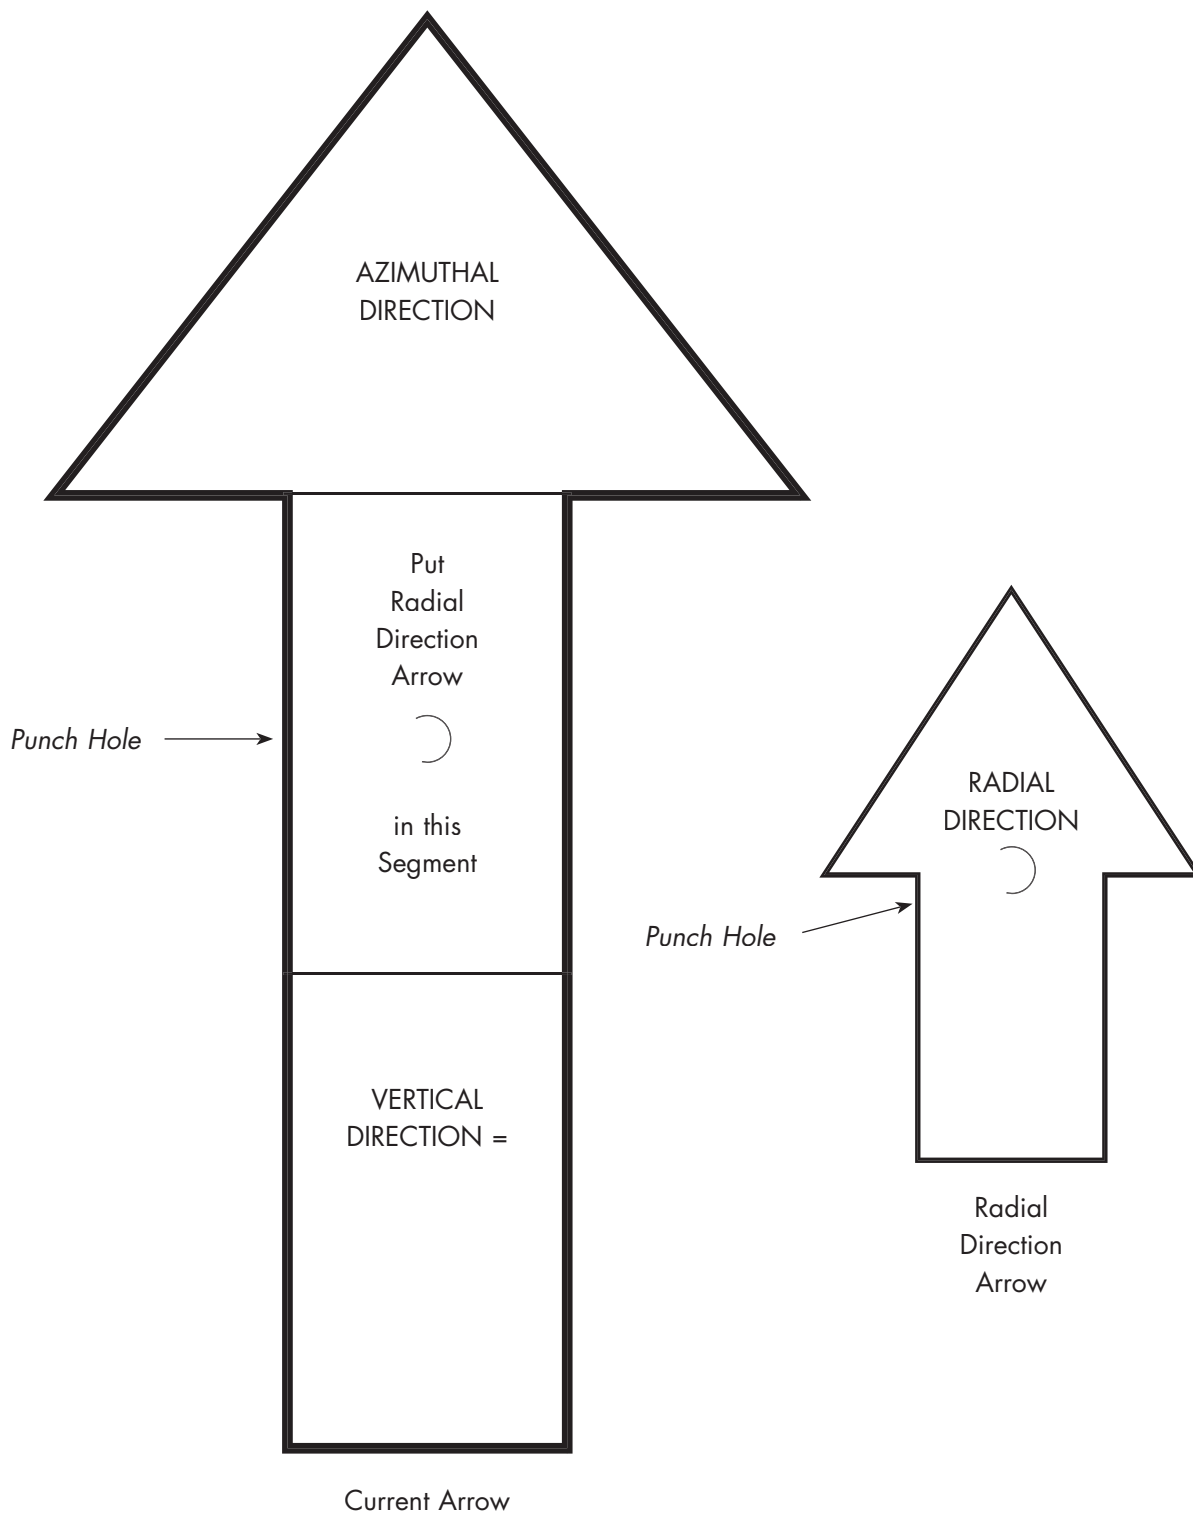 AZIMUTHAL
DIRECTION
Put
Radial
Direction
Arrow
Punch Hole
in this
Segment
VERTICAL
DIRECTION =
Current Arrow
RADIAL
DIRECTION
Punch Hole
Radial
Direction
Arrow